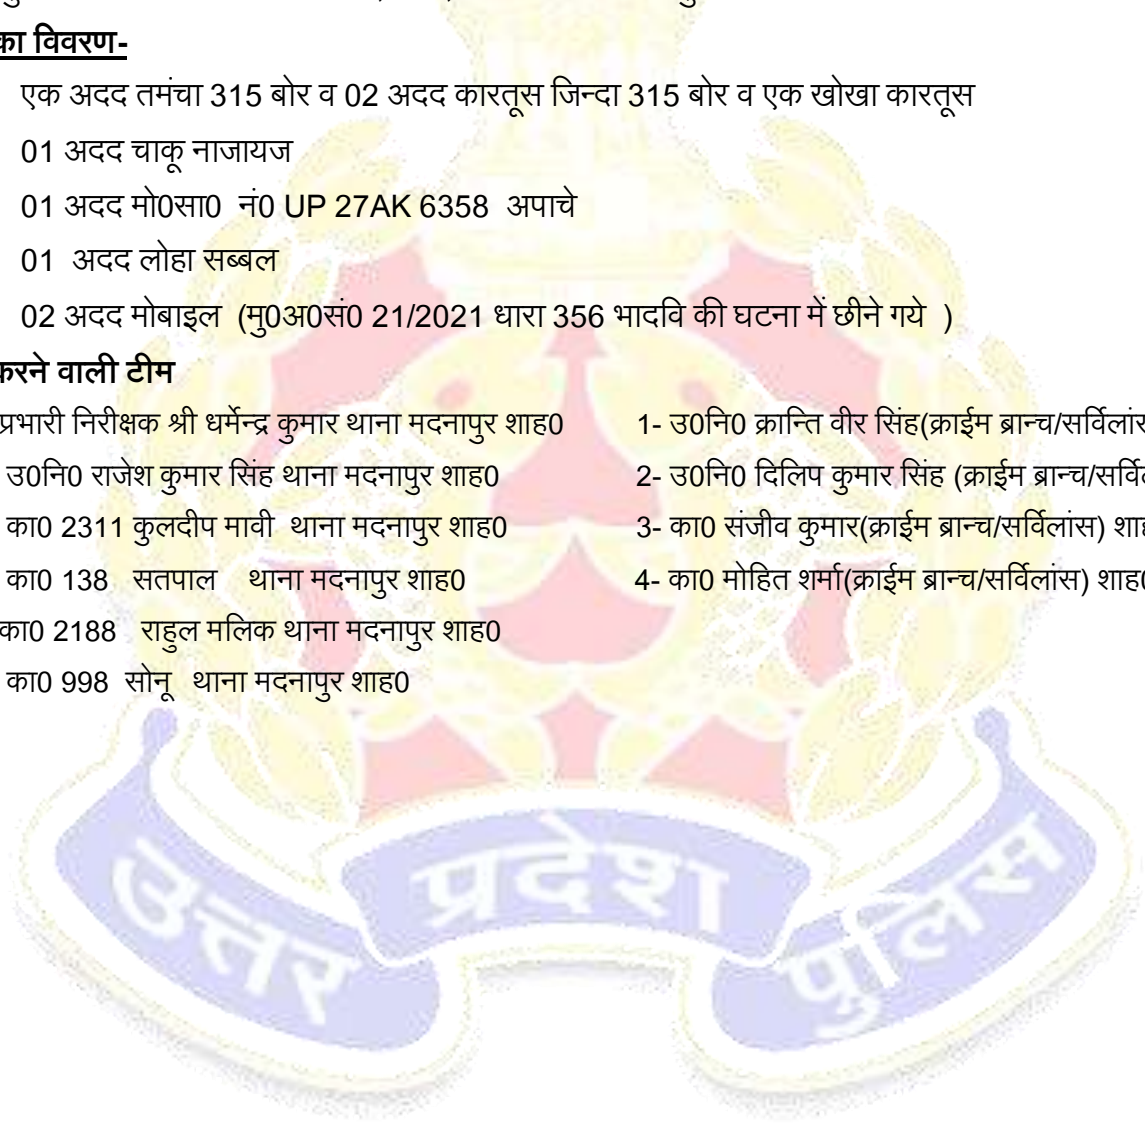 का विवरण-
एक अदद तमंचा 315 बोर व 02 अदद कारतूस जिन्दा 315 बोर व एक खोखा कारतूस
01 अदद चाकू नाजायज
01 अदद मो0सा0 नं0 UP 27AK 6358 अपाचे
01 अदद लोहा सब्बल
02 अदद मोबाइल (मु0अ0सं0 21/2021 धारा 356 भादवि की घटना में छीने गये )
करने वाली टीम
प्रभारी निरीक्षक श्री धर्मेन्द्र कुमार थाना मदनापुर शाह0 1- उ0नि0 क्रान्ति वीर सिंह(क्राईम ब्रान्च/सर्विलांस
उ0नि0 राजेश कुमार सिंह थाना मदनापुर शाह0 2- उ0नि0 दिलिप कुमार सिंह (क्राईम ब्रान्च/
का0 2311 कुलदीप मावी थाना मदनापुर शाह0 3- का0 संजीव कुमार(क्राईम ब्रान्च/सर्विलांस)
का0 138 सतपाल थाना मदनापुर शाह0 4- का0 मोहित शर्मा(क्राईम ब्रान्च/सर्विलांस) शाह0
का0 2188 राहुल मलिक थाना मदनापुर शाह0
का0 998 सोनू थाना मदनापुर शाह0
उत्तर प्रदेश पुलिस